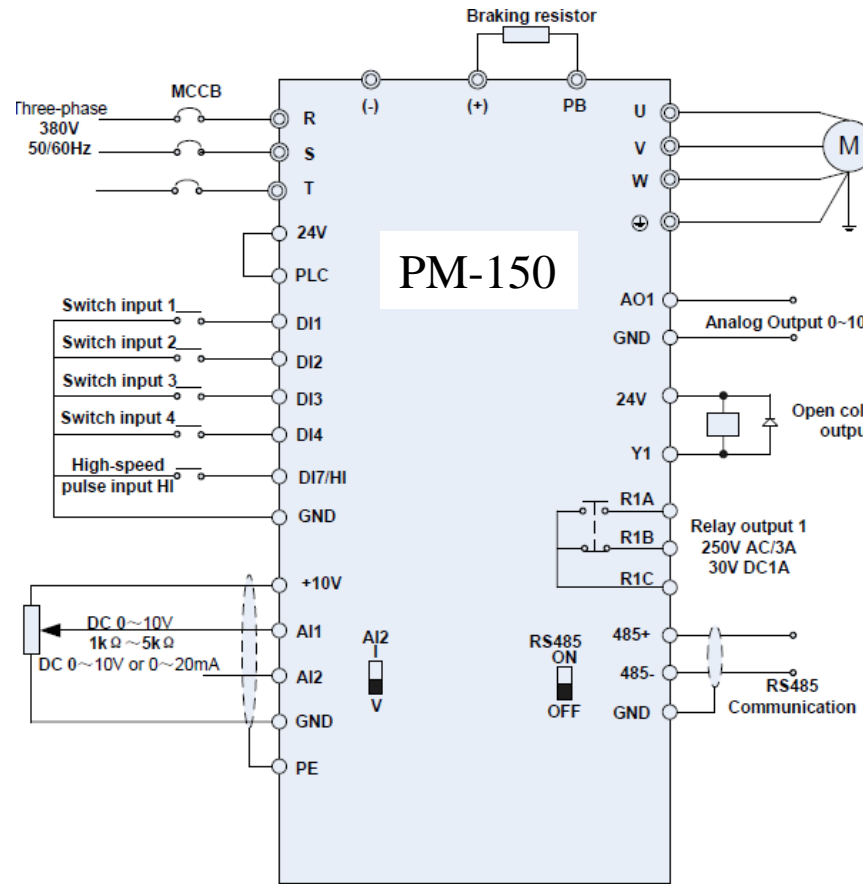 Braking resistor
MCCB
(-)
(+)
PB
Three-phase
380V
50/60Hz
R
S
T
U
V
W
M
24V
PLC
PM-150
Switch input 1
DI1
Switch input 2
DI2
Switch input 3
DI3
Switch input 4
DI4
High-speed
pulse input HI
DI7/HI
GND
AO1
GND
Analog Output 0~10
24V
Y1
Open col
outpu
R1A
R1B
R1C
Relay output 1
250V AC/3A
30V DC1A
+10V
DC 0～10V
1kΩ～5kΩ
AI1
DC 0～10V or 0～20mA
AI2
GND
PE
AI2
I
V
RS485
ON
OFF
485+
485-
GND
RS485
Communication